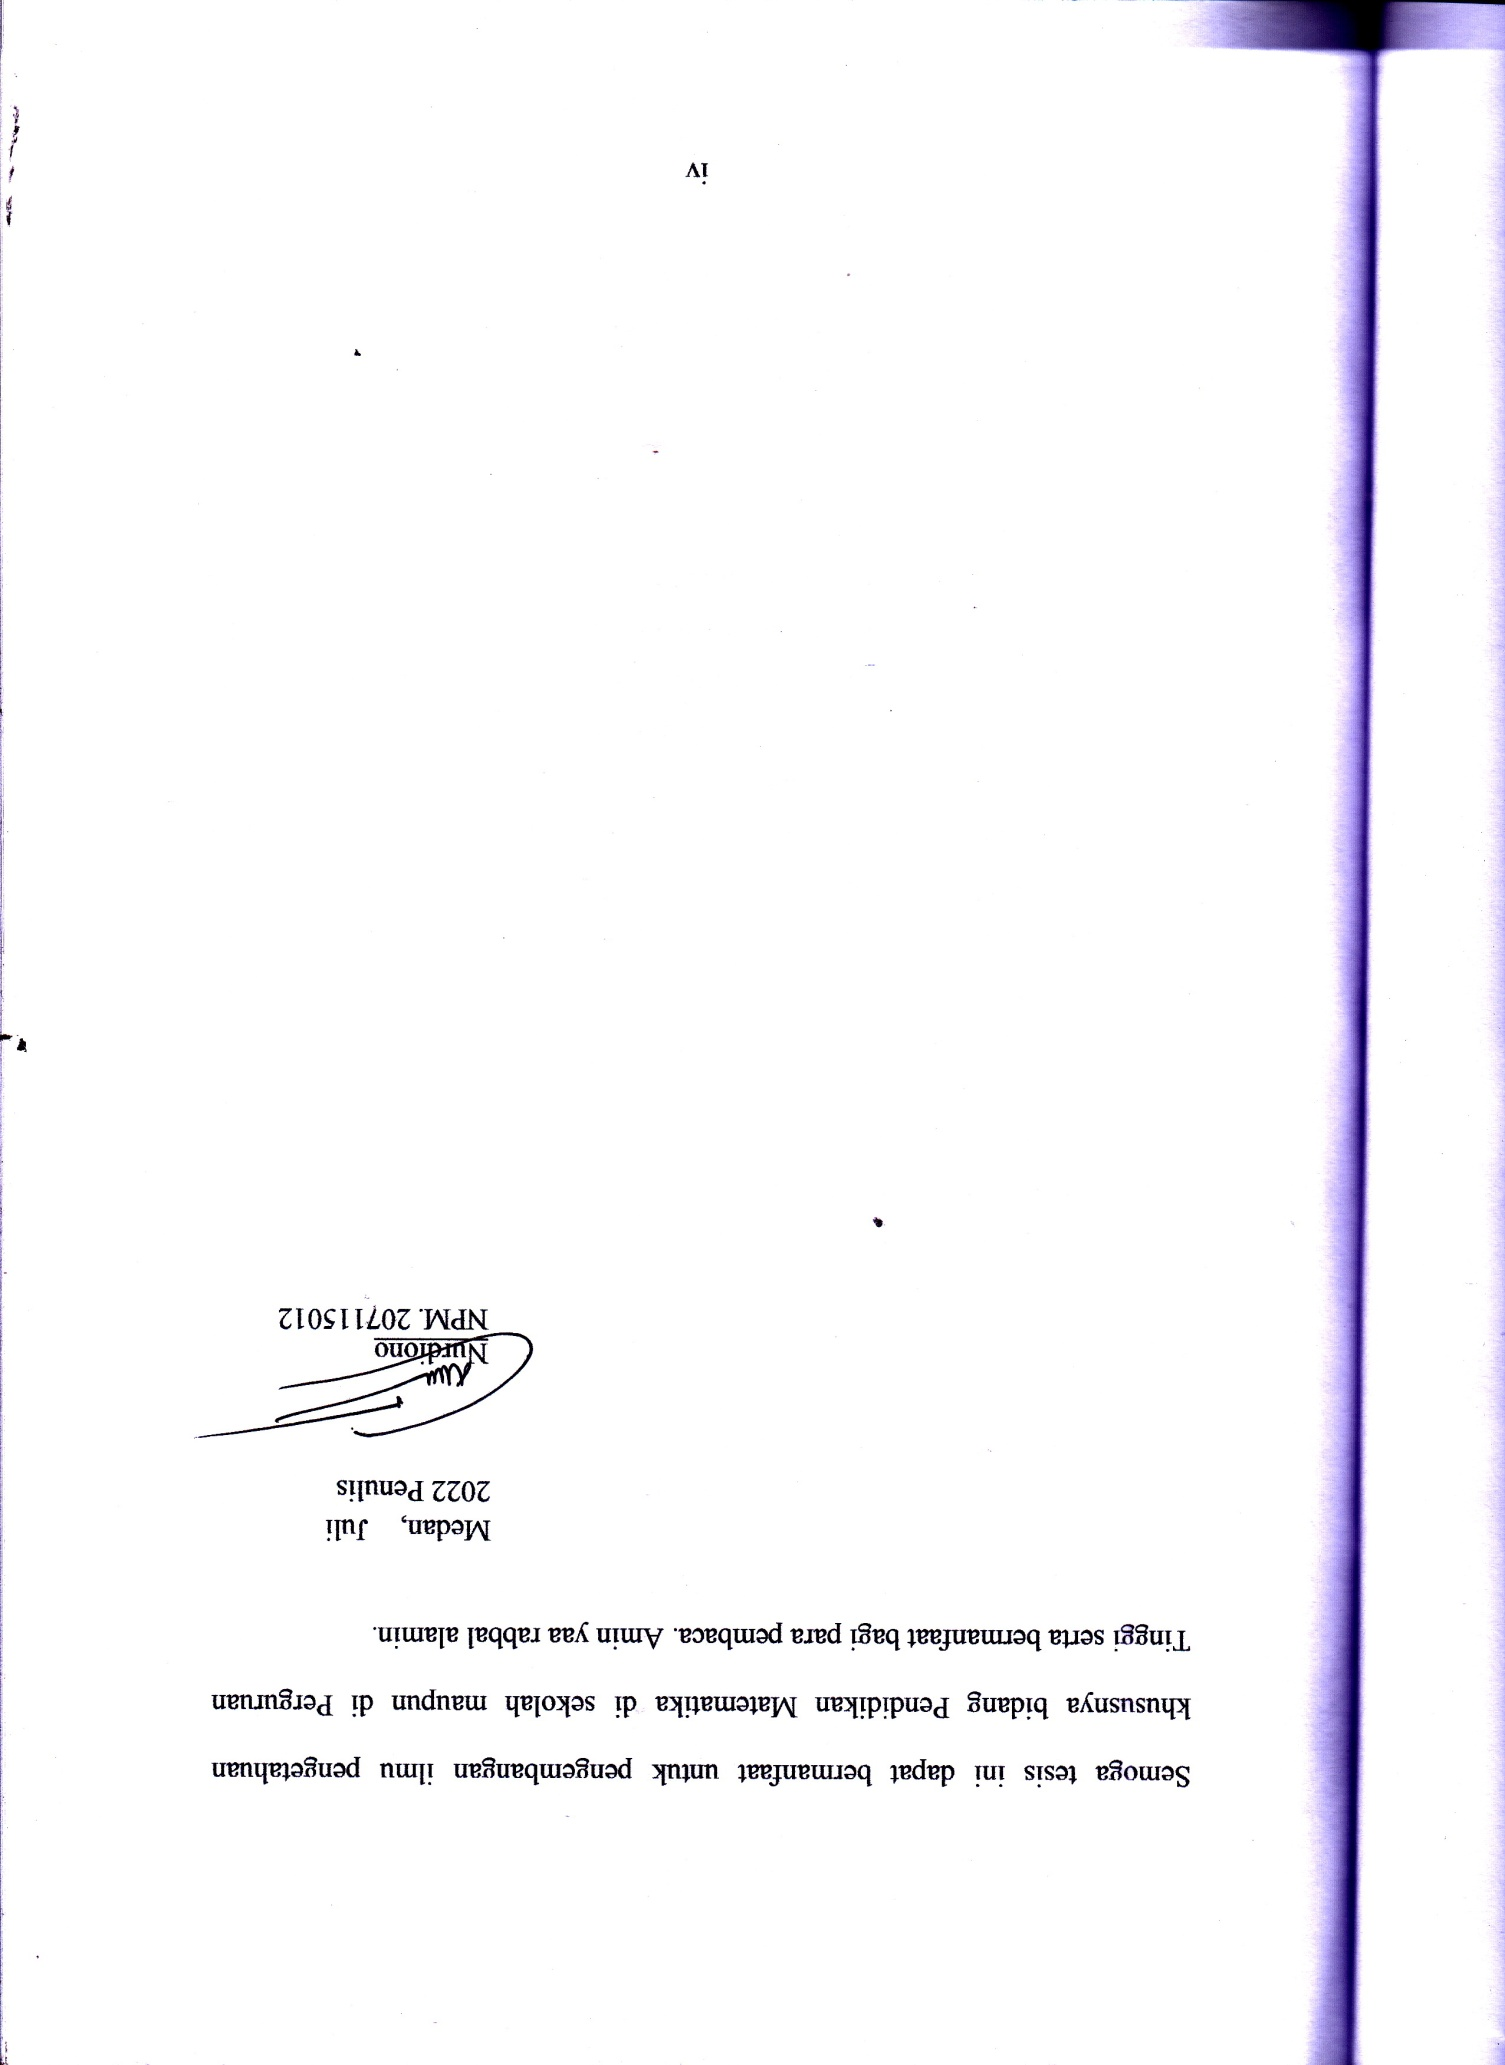 Semoga tesis ini dapat bermanfaat untuk pengembangan ilmu pengetahuan
khususnya bidang Pendidikan Matematika di sekolah maupun di Perguruan
Tinggi serta bermanfaat bagi para pembaca. Amin yaa rabbal alamin.
Medan, Juli
2022 Penulis
Nurdiono
NPM. 207115012
iv